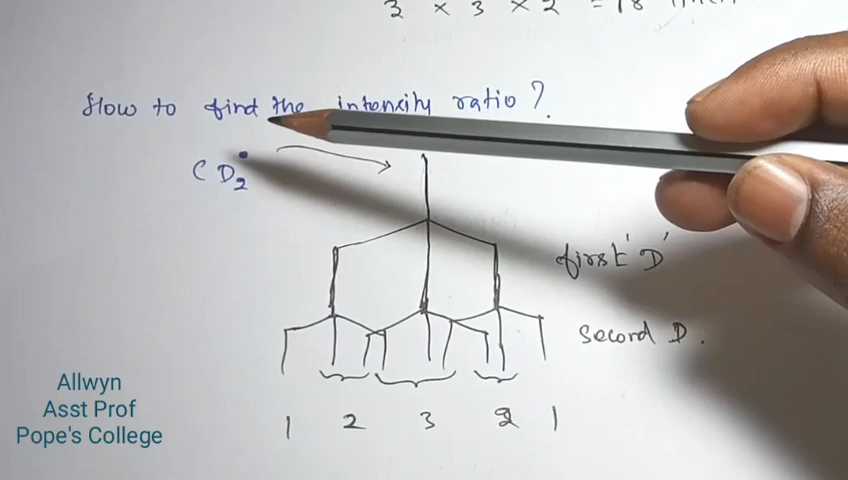 3 × 3 × 2 = 18
How to find the intencity ratio?
CD₂•
first 'D'
second D.
1 2 3 2 1
Allwyn
Asst Prof
Pope's College